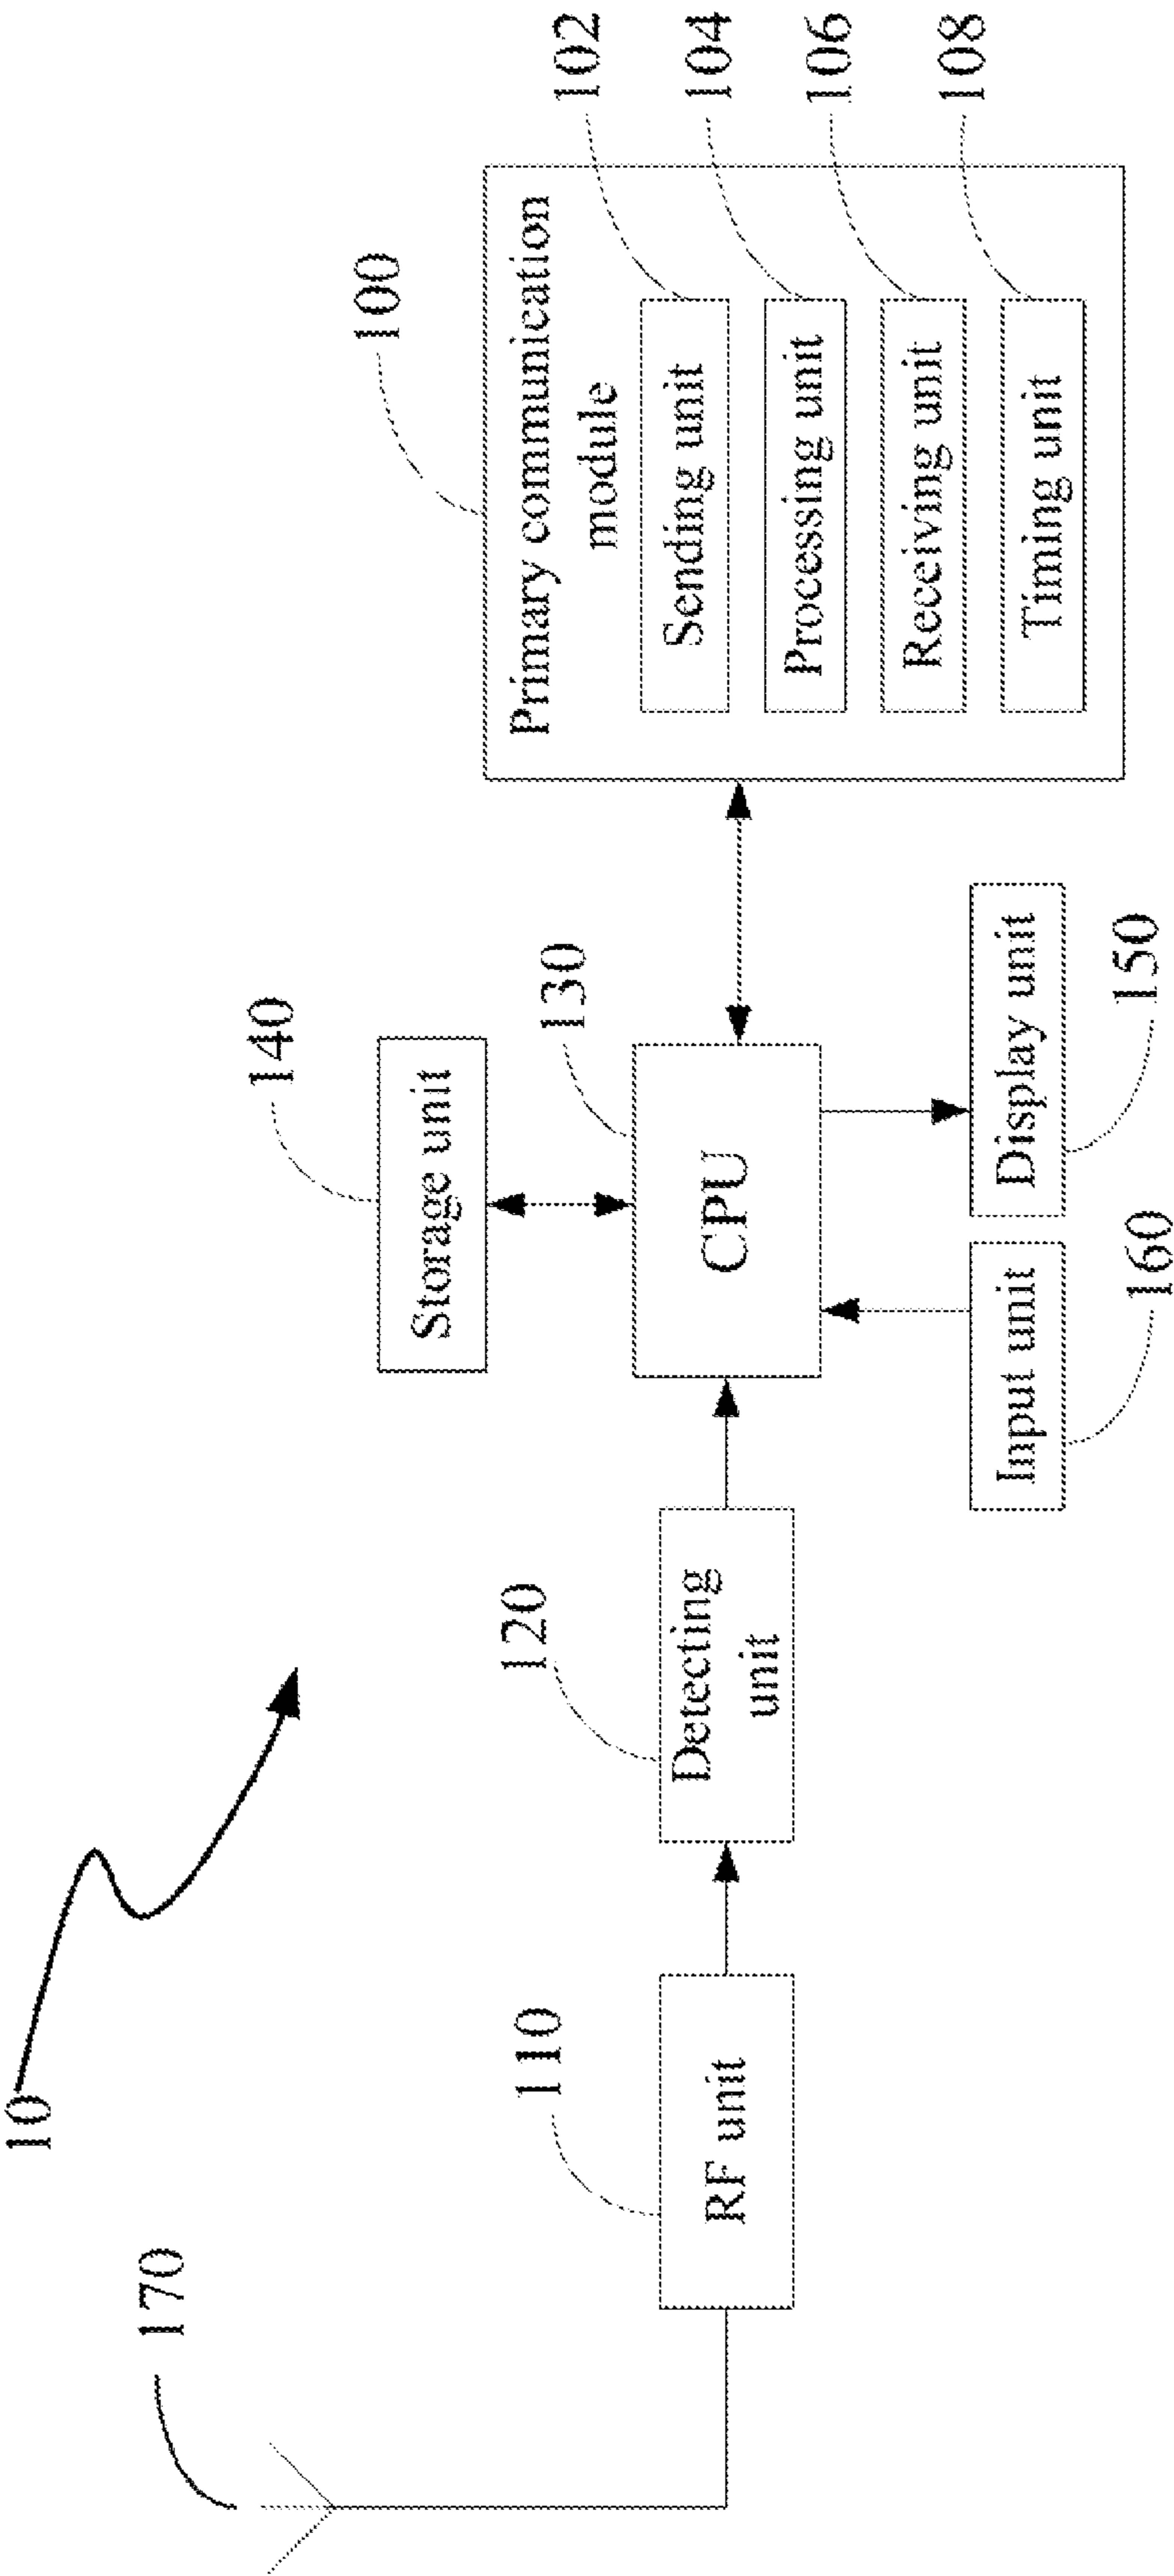 10
170
110
RF unit
120
Detecting
unit
140
Storage unit
130
CPU
Input unit
160
Display unit
150
100
Primary communication
module
Sending unit
102
Processing unit
104
Receiving unit
106
Timing unit
108